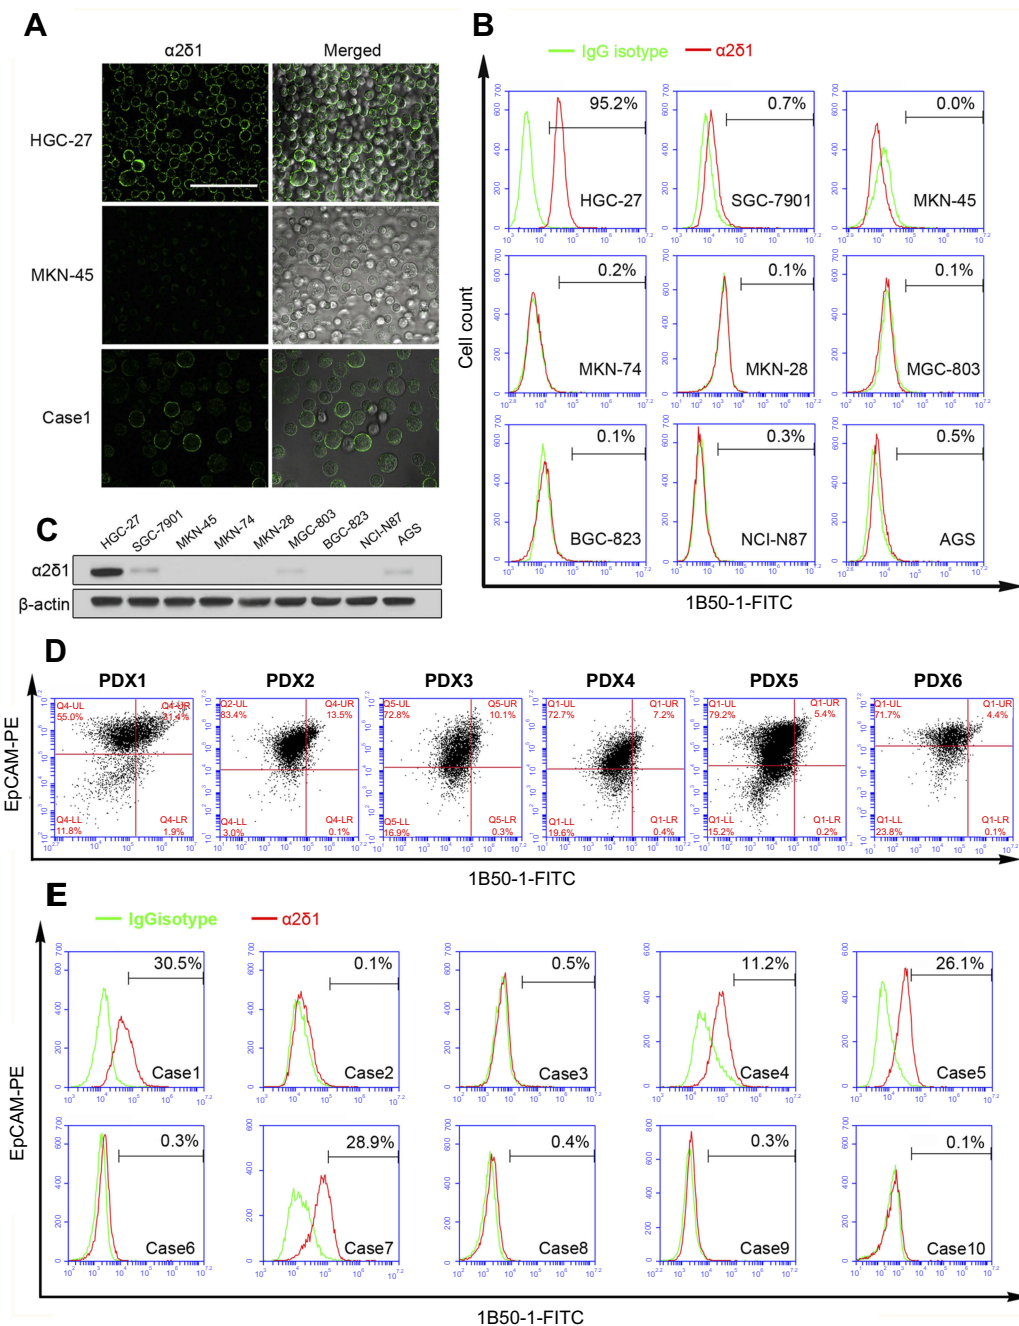 A
α2δ1 Merged
HGC-27
MKN-45
Case1
B
IgG isotype α2δ1
Cell count
95.2% 0.7% 0.0%
HGC-27 SGC-7901 MKN-45
0.2% 0.1% 0.1%
MKN-74 MKN-28 MGC-803
0.1% 0.3% 0.5%
BGC-823 NCI-N87 AGS
1B50-1-FITC
C
HGC-27 SGC-7901 MKN-45 MKN-74 MKN-28 MGC-803 BGC-823 NCI-N87 AGS
α2δ1
β-actin
D
PDX1 PDX2 PDX3 PDX4 PDX5 PDX6
EpCAM-PE
Q4-UL Q4-UR Q2-UL Q4-UR Q5-UL Q5-UR Q1-UL Q1-UR Q1-UL Q1-UR Q1-UL Q1-UR
55.0% 31.4% 83.4% 13.5% 72.8% 10.1% 72.7% 7.2% 79.2% 5.4% 71.7% 4.4%
Q4-LL Q4-LR Q4-LL Q4-LR Q5-LL Q5-LR Q1-LL Q1-LR Q1-LL Q1-LR Q1-LL Q1-LR
11.8% 1.9% 3.0% 0.1% 16.9% 0.3% 19.6% 0.4% 15.2% 0.2% 23.8% 0.1%
1B50-1-FITC
E
IgGisotype α2δ1
EpCAM-PE
30.5% 0.1% 0.5% 11.2% 26.1%
Case1 Case2 Case3 Case4 Case5
0.3% 28.9% 0.4% 0.3% 0.1%
Case6 Case7 Case8 Case9 Case10
1B50-1-FITC